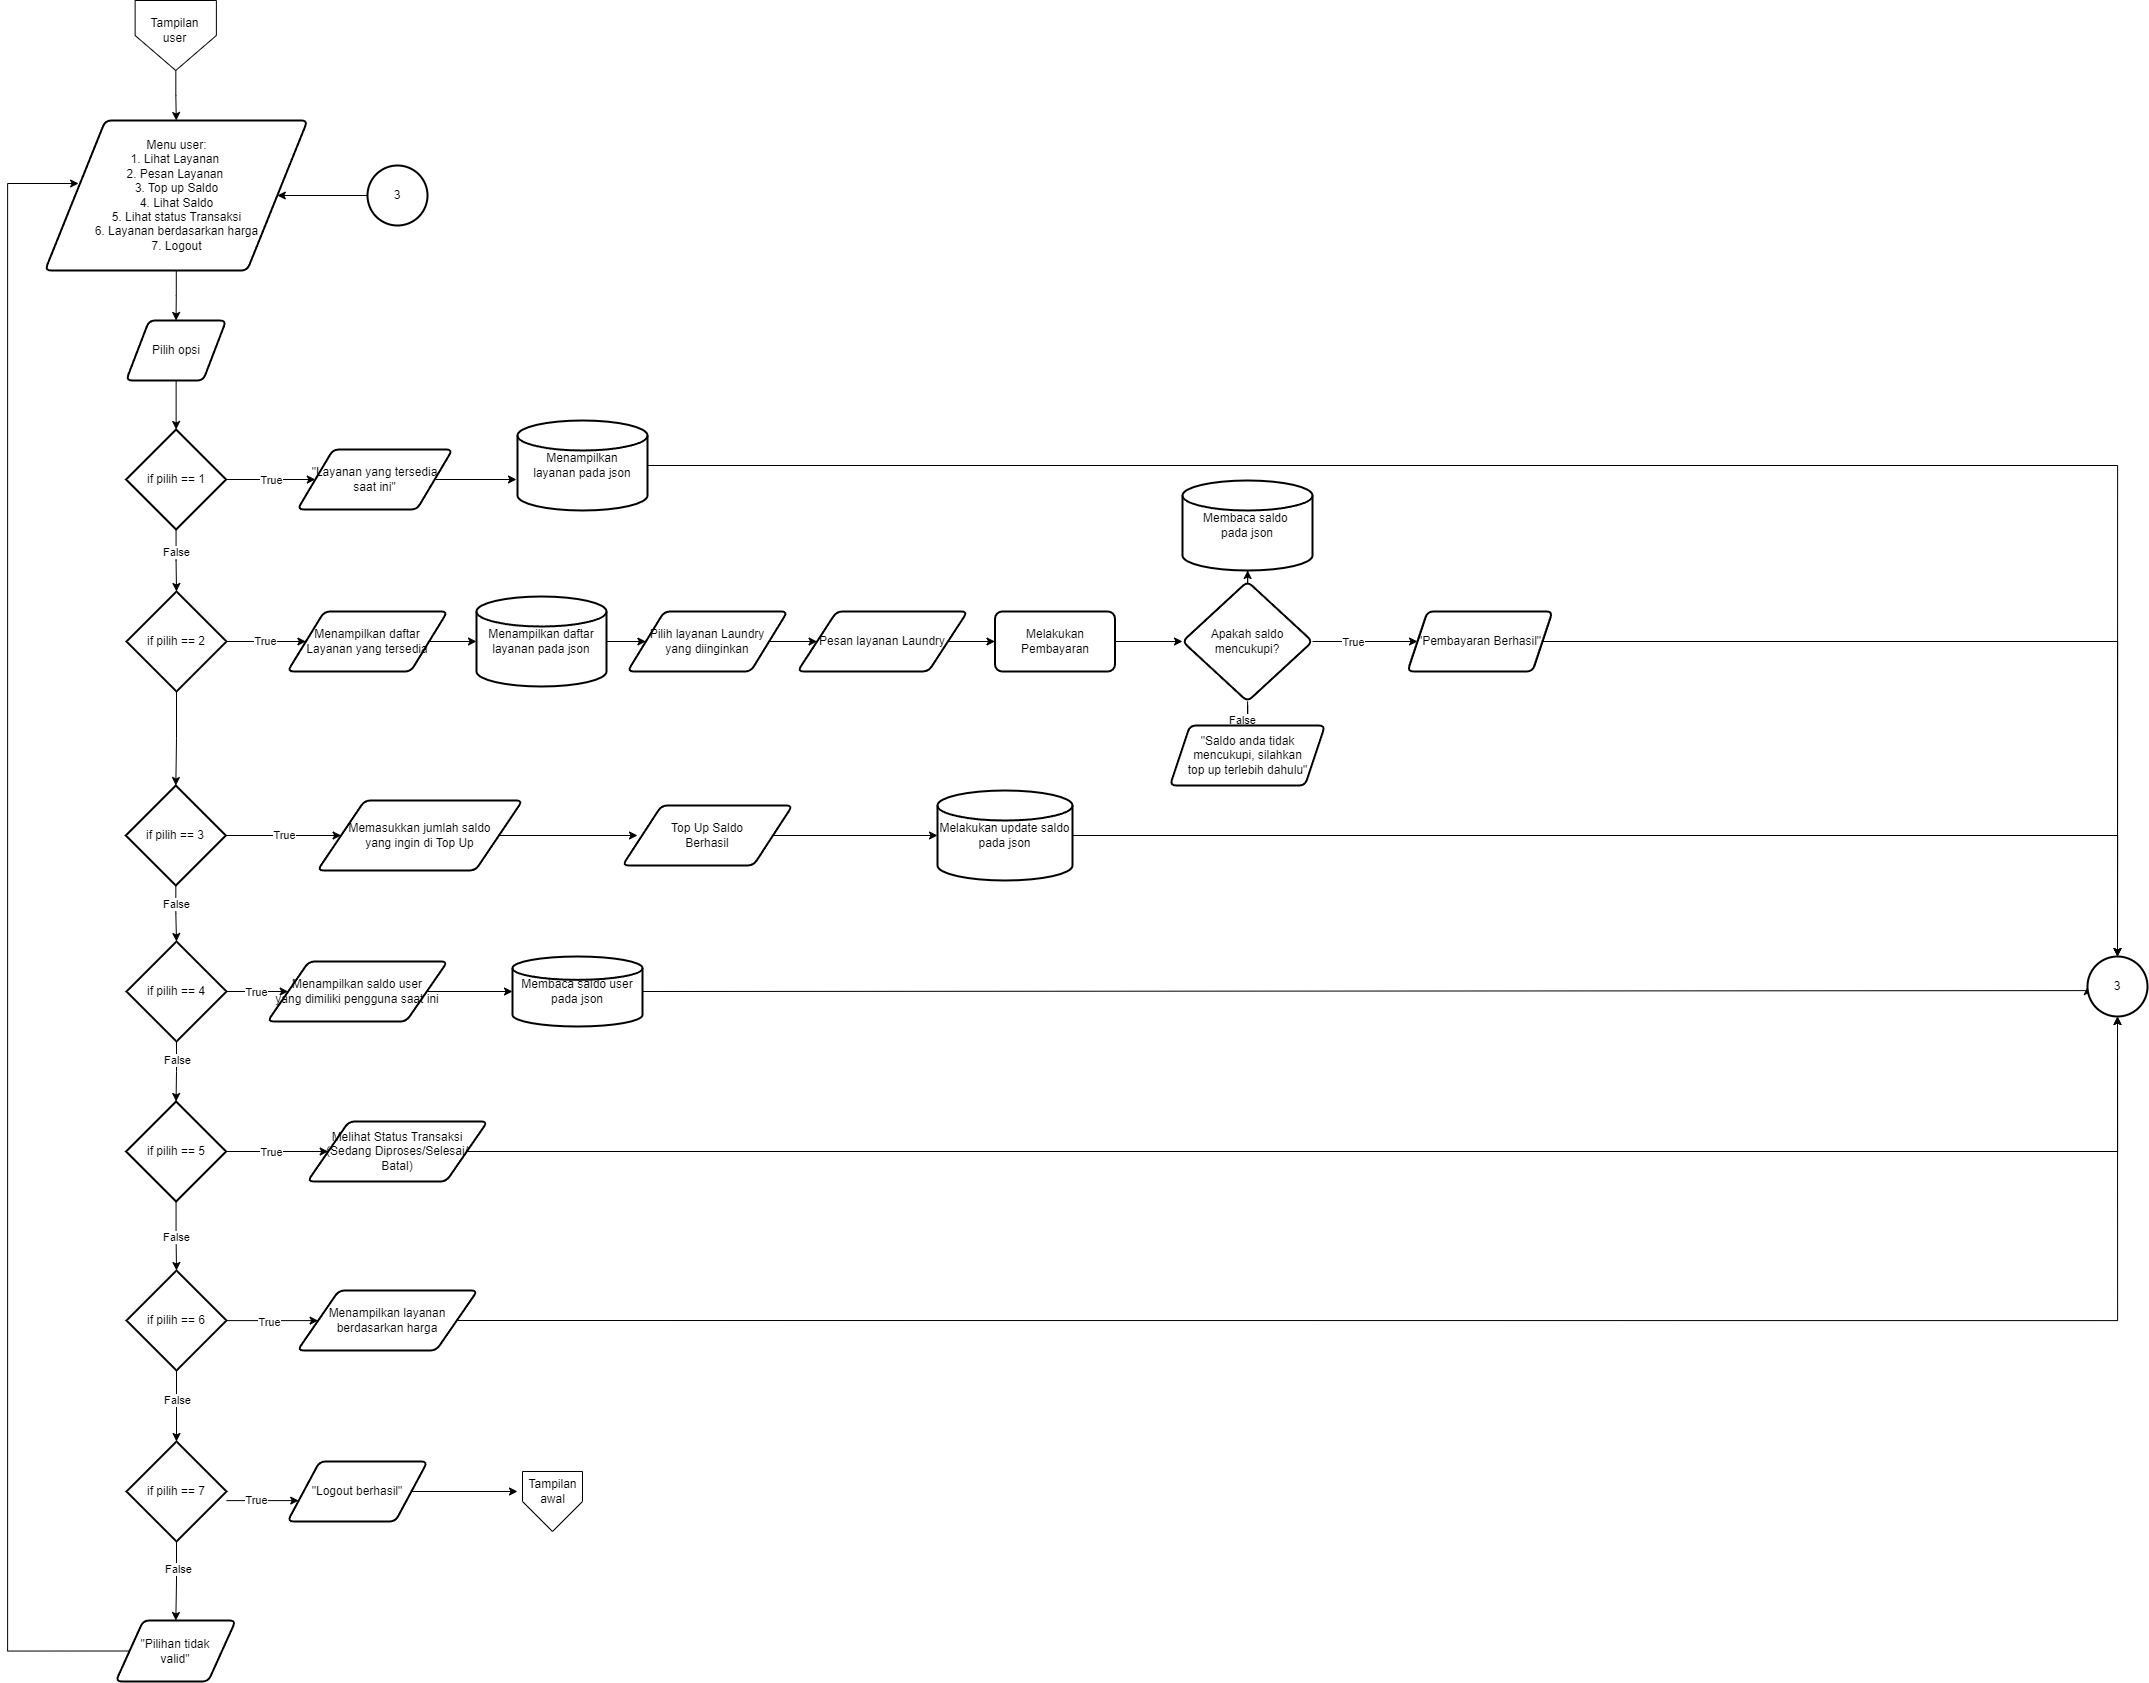 Tampilan
user
Menu user:
1. Lihat Layanan
2. Pesan Layanan
3. Top up Saldo
4. Lihat Saldo
5. Lihat status Transaksi
6. Layanan berdasarkan harga
7. Logout
3
Pilih opsi
if pilih == 1
True
"Layanan yang tersedia
saat ini"
Menampilkan
layanan pada json
False
Membaca saldo
pada json
if pilih == 2
True
Menampilkan daftar
Layanan yang tersedia
Menampilkan daftar
layanan pada json
Pilih layanan Laundry
yang diinginkan
Pesan layanan Laundry
Melakukan
Pembayaran
Apakah saldo
mencukupi?
True
"Pembayaran Berhasil"
False
"Saldo anda tidak
mencukupi, silahkan
top up terlebih dahulu"
if pilih == 3
True
Memasukkan jumlah saldo
yang ingin di Top Up
Top Up Saldo
Berhasil
Melakukan update saldo
pada json
False
if pilih == 4
True
Menampilkan saldo user
yang dimiliki pengguna saat ini
Membaca saldo user
pada json
3
False
if pilih == 5
True
Melihat Status Transaksi
(Sedang Diproses/Selesai/
Batal)
False
if pilih == 6
True
Menampilkan layanan
berdasarkan harga
False
if pilih == 7
True
"Logout berhasil"
Tampilan
awal
False
"Pilihan tidak
valid"